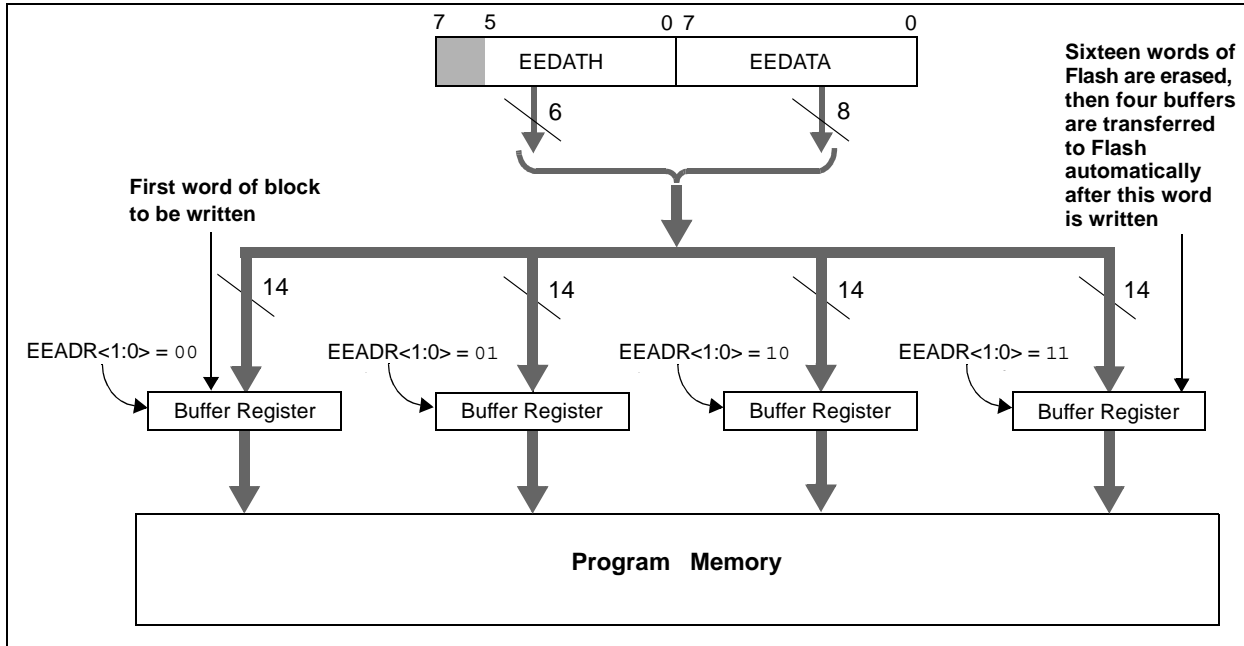 7 5 0 7 0
EEDATH EEDATA
6 8
Sixteen words of
Flash are erased,
then four buffers
are transferred
to Flash
automatically
after this word
is written
First word of block
to be written
14 14 14 14
EEADR<1:0> = 00 EEADR<1:0> = 01 EEADR<1:0> = 10 EEADR<1:0> = 11
Buffer Register Buffer Register Buffer Register Buffer Register
Program Memory